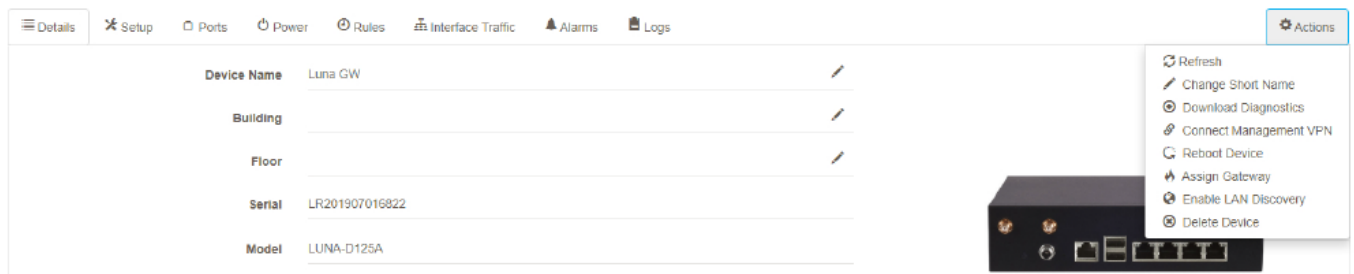 Details Setup Ports Power Rules Interface Traffic Alarms Logs Actions
Device Name Luna GW
Building
Floor
Serial LR201907016822
Model LUNA-D125A
Refresh
Change Short Name
Download Diagnostics
Connect Management VPN
Reboot Device
Assign Gateway
Enable LAN Discovery
Delete Device